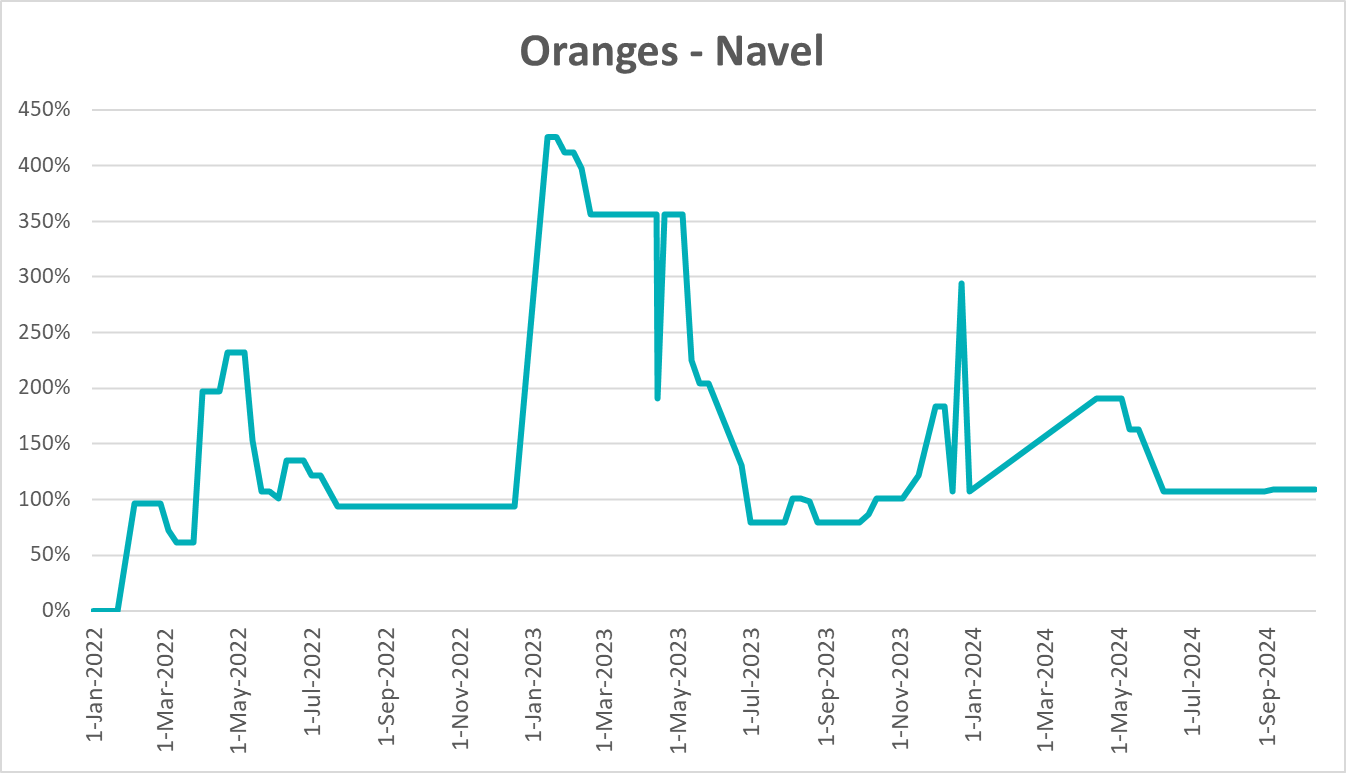 Oranges - Navel
450%
400%
350%
300%
250%
200%
150%
100%
50%
0%
1-Jan-2022
1-Mar-2022
1-May-2022
1-Jul-2022
1-Sep-2022
1-Nov-2022
1-Jan-2023
1-Mar-2023
1-May-2023
1-Jul-2023
1-Sep-2023
1-Nov-2023
1-Jan-2024
1-Mar-2024
1-May-2024
1-Jul-2024
1-Sep-2024